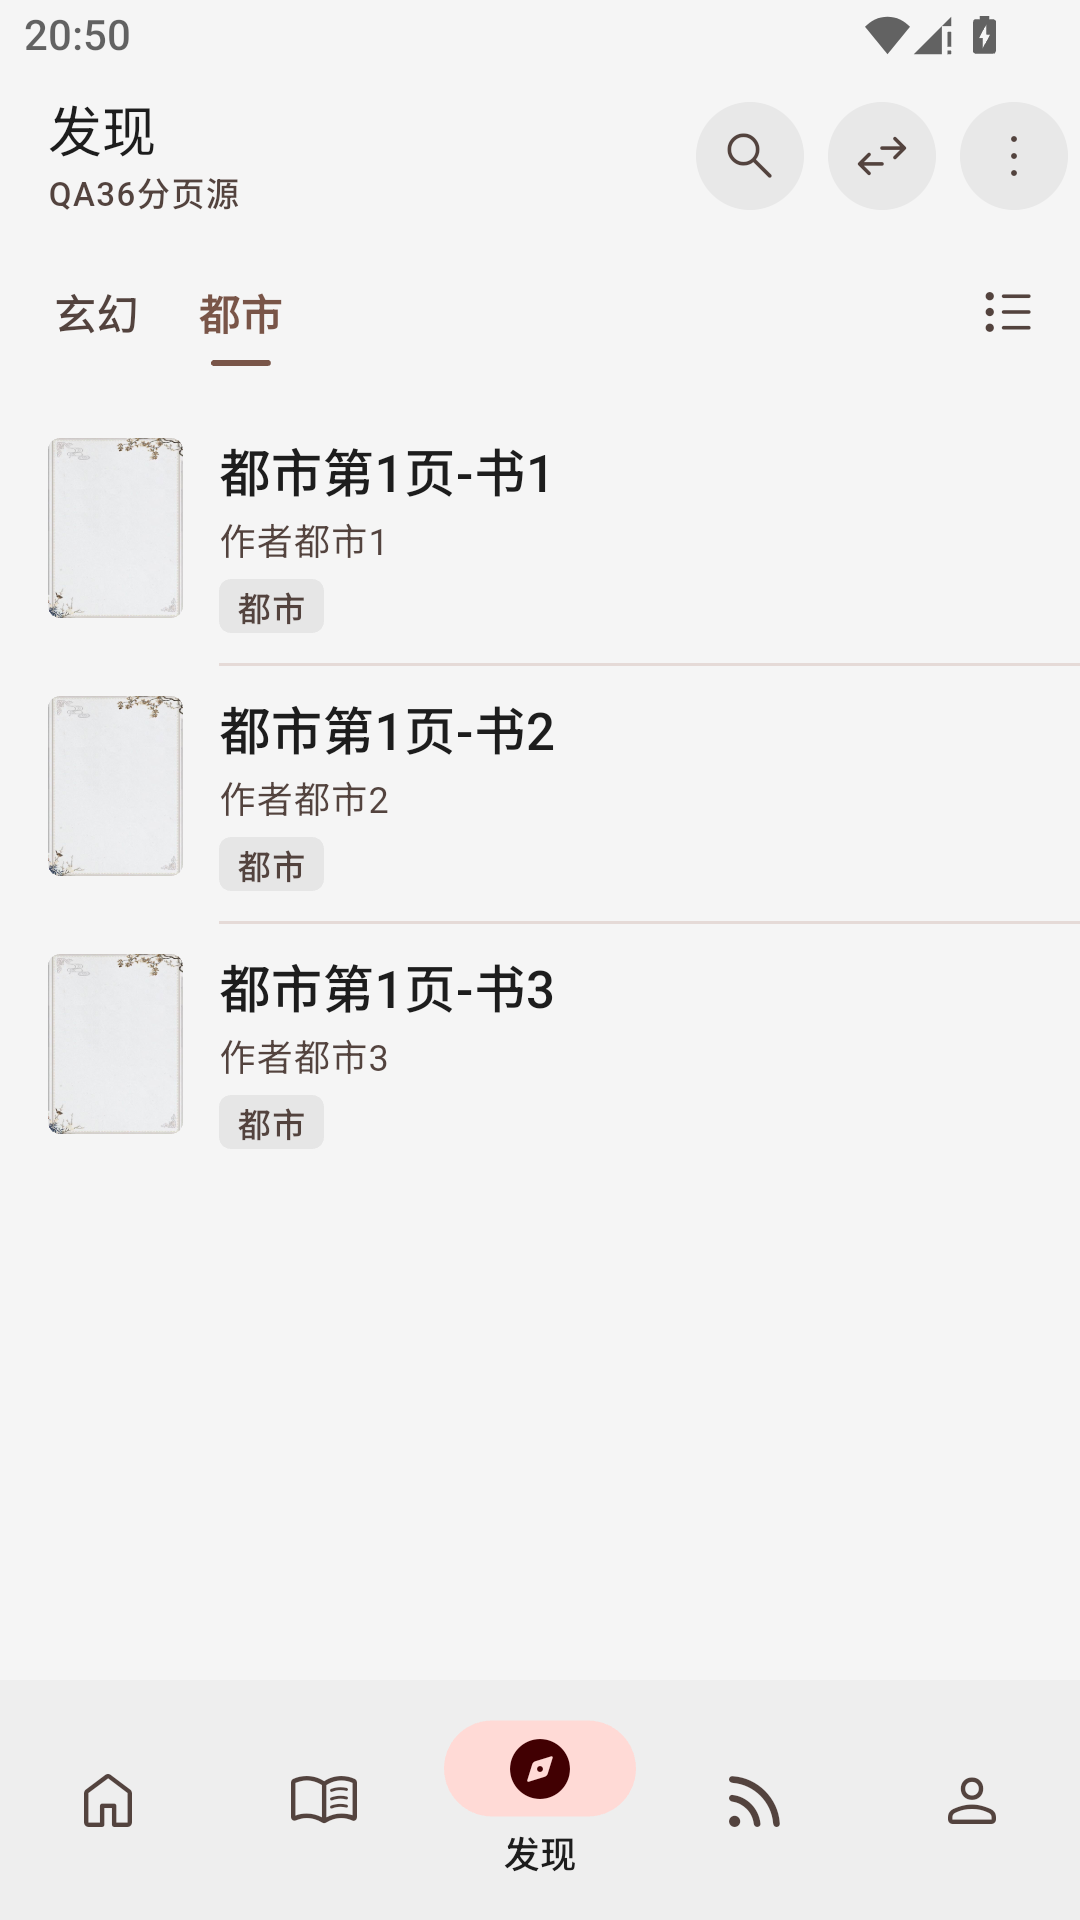 20:50
发现
QA36分页源
玄幻 都市
都市第1页-书1
作者都市1
都市
都市第1页-书2
作者都市2
都市
都市第1页-书3
作者都市3
都市
发现